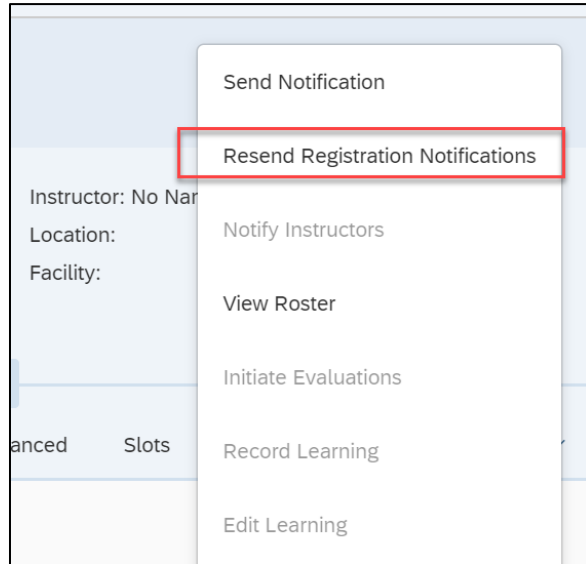 Send Notification
Resend Registration Notifications
Instructor: No Nar
Location:
Notify Instructors
Facility:
View Roster
Initiate Evaluations
anced Slots
Record Learning
Edit Learning